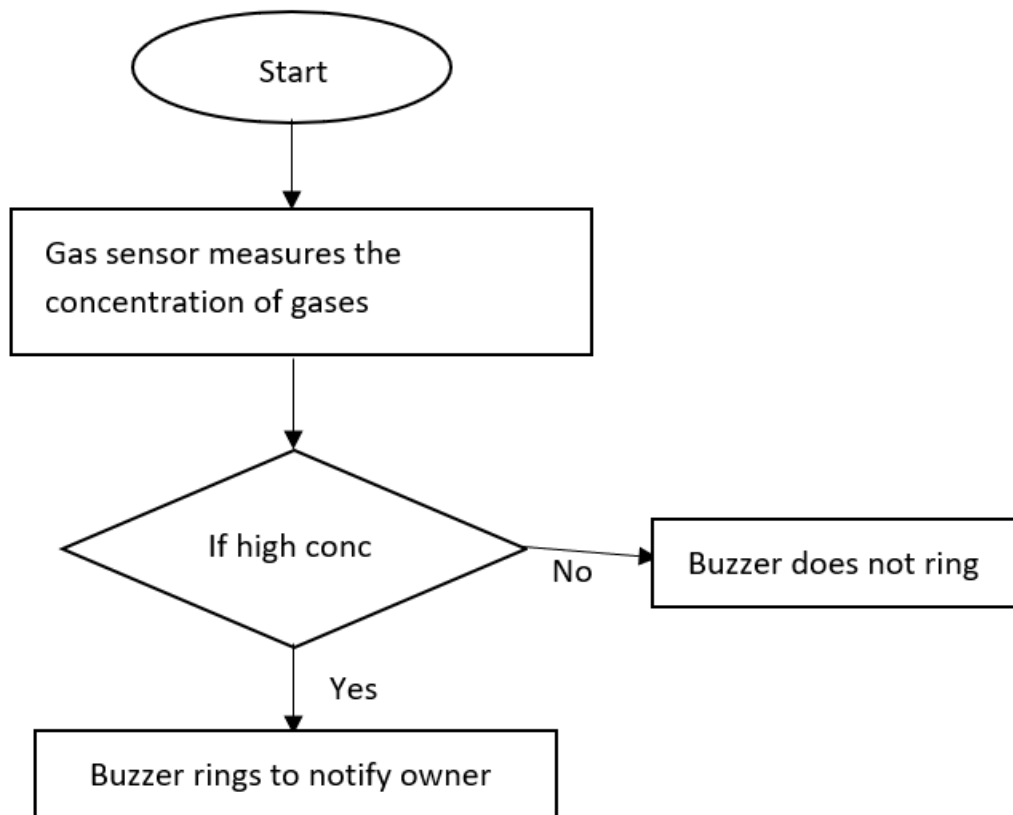 Start
Gas sensor measures the
concentration of gases
If high conc
No
Buzzer does not ring
Yes
Buzzer rings to notify owner